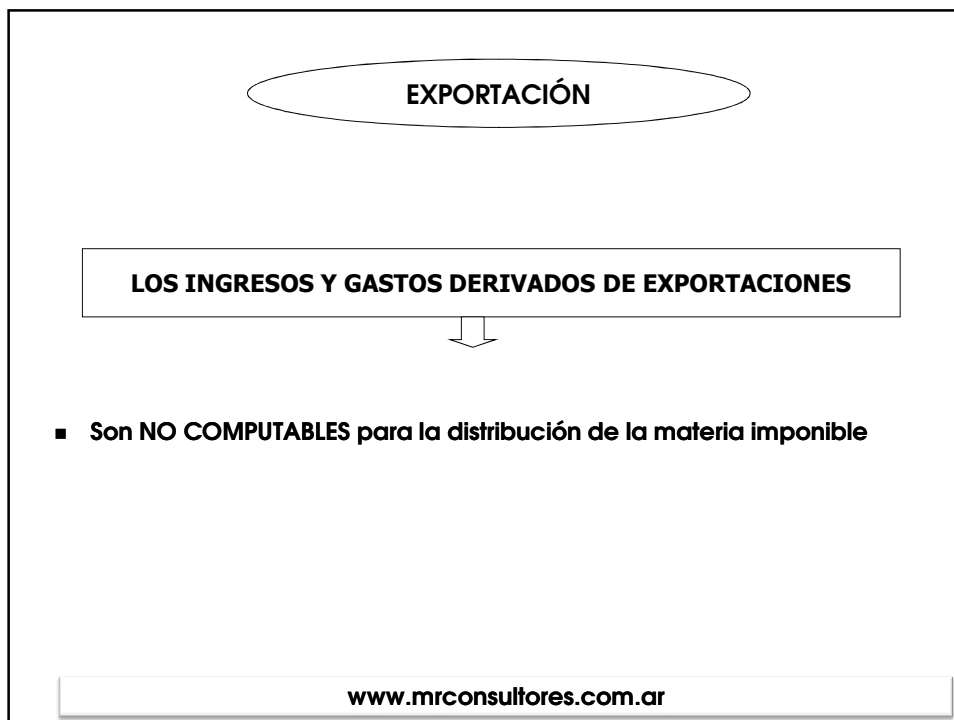 EXPORTACIÓN
LOS INGRESOS Y GASTOS DERIVADOS DE EXPORTACIONES
▪ Son NO COMPUTABLES para la distribución de la materia imponible
www.mrconsultores.com.ar